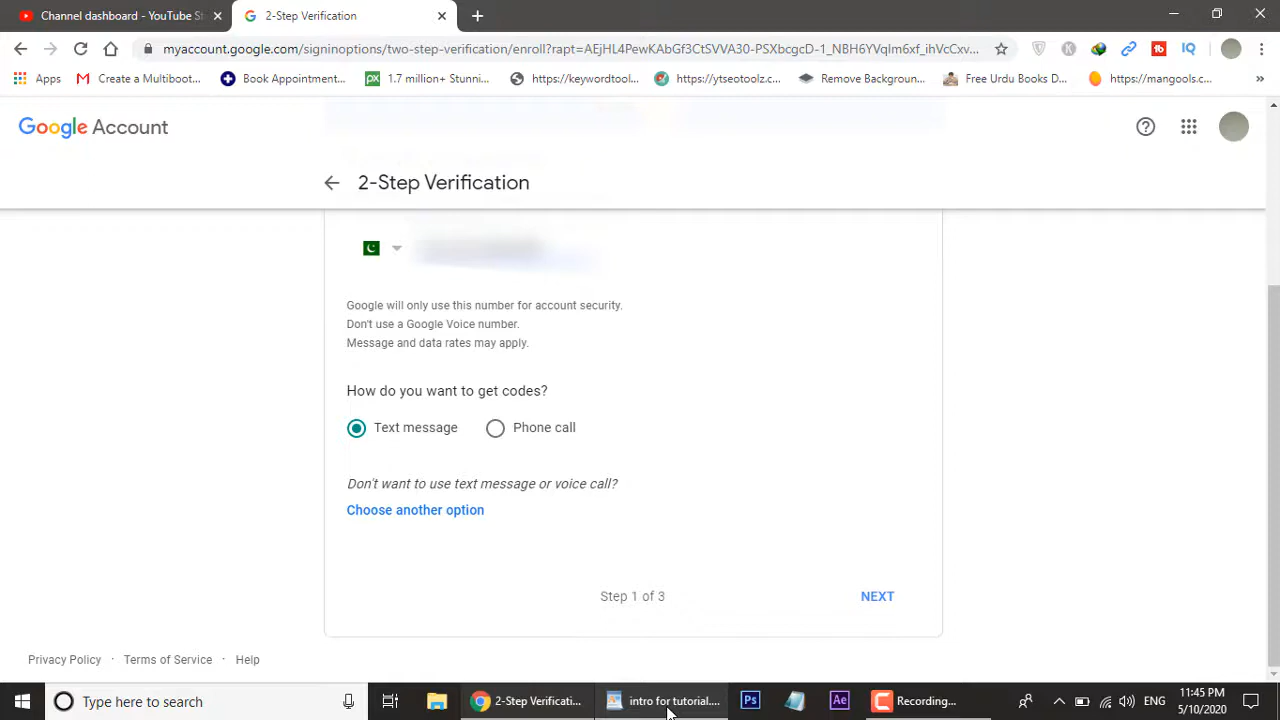 Channel dashboard - YouTube St
2-Step Verification
myaccount.google.com/signinoptions/two-step-verification/enroll?rapt=AEjHL4PewKAbGf3CtSVVA30-PSXbcgcD-1_NBH6YVqlm6xf_ihVcCxv...
Apps
Create a Multiboot...
Book Appointment...
1.7 million+ Stunni...
https://keywordtool...
https://ytseotoolz.c...
Remove Backgroun...
Free Urdu Books D...
https://mangools.c...
Google Account
2-Step Verification
Google will only use this number for account security.
Don't use a Google Voice number.
Message and data rates may apply.
How do you want to get codes?
Text message
Phone call
Don't want to use text message or voice call?
Choose another option
Step 1 of 3
NEXT
Privacy Policy · Terms of Service · Help
Type here to search
2-Step Verificati...
intro for tutorial....
Ps
Ae
Recording...
ENG
11:45 PM
5/10/2020